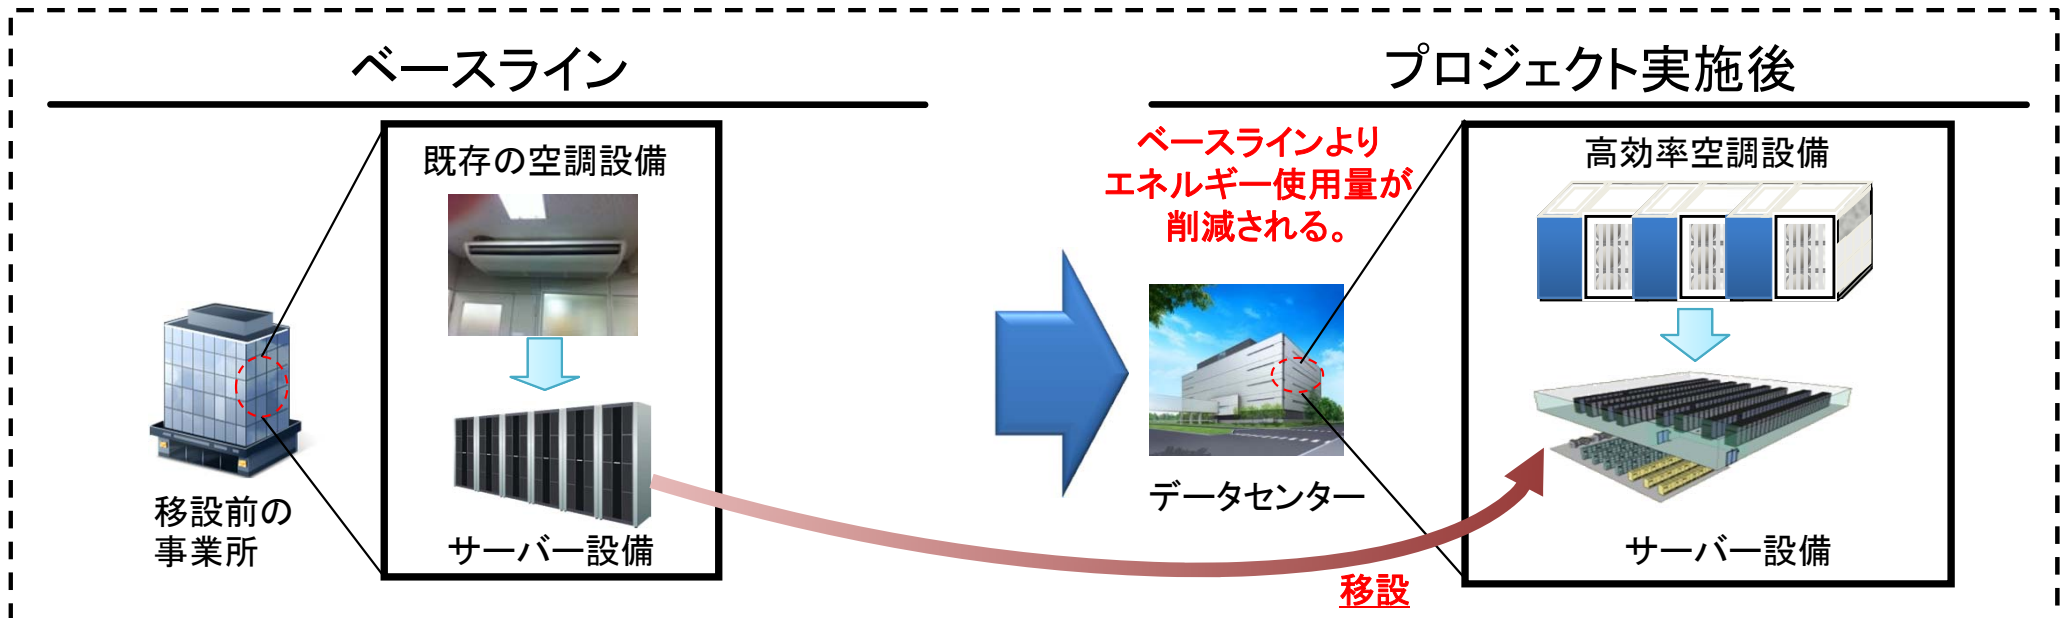 ベースライン
既存の空調設備
移設前の
事業所
サーバー設備
プロジェクト実施後
ベースラインより
エネルギー使用量が
削減される。
高効率空調設備
データセンター
サーバー設備
移設